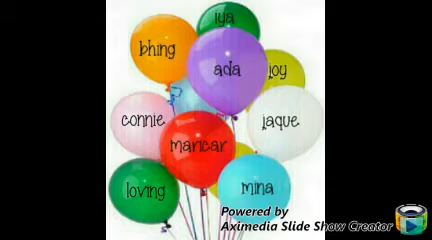 iya
bhing
ada
joy
connie
jaque
maricar
loving
mina
Powered by
Aximedia Slide Show Creator